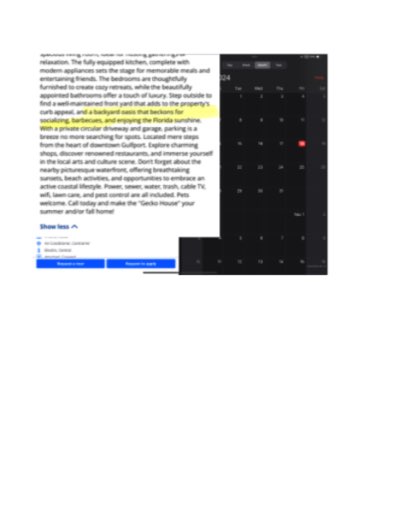 relaxation. The fully equipped kitchen, complete with
modern appliances sets the stage for memorable meals and
entertaining friends. The bedrooms are thoughtfully
furnished to create cozy retreats, while the beautifully
appointed bathrooms offer a touch of luxury. Step outside to
find a well-maintained front yard that adds to the property's
curb appeal, and a backyard oasis that beckons for
socializing, barbecues, and enjoying the Florida sunshine.
With a private circular driveway and garage, parking is a
breeze no more searching for spots. Located mere steps
from the heart of downtown Gulfport. Explore charming
shops, discover renowned restaurants, and immerse yourself
in the local arts and culture scene. Don't forget about the
nearby picturesque waterfront, offering breathtaking
sunsets, beach activities, and opportunities to embrace an
active coastal lifestyle. Power, sewer, water, trash, cable TV,
wifi, lawn care, and pest control are all included. Pets
welcome. Call today and make the "Gecko House" your
summer and/or fall home!
Show less
Air Conditioner, Container
Electric, Central
Request a tour Request to apply
Day Week Month Year
024
Tue Wed Thu Fri Sat
1 2 3 4
8 9 10 11
15 16 17 18
22 23 24 25
29 30 31
Nov 1
5 6 7 8
11 12 13 14 15